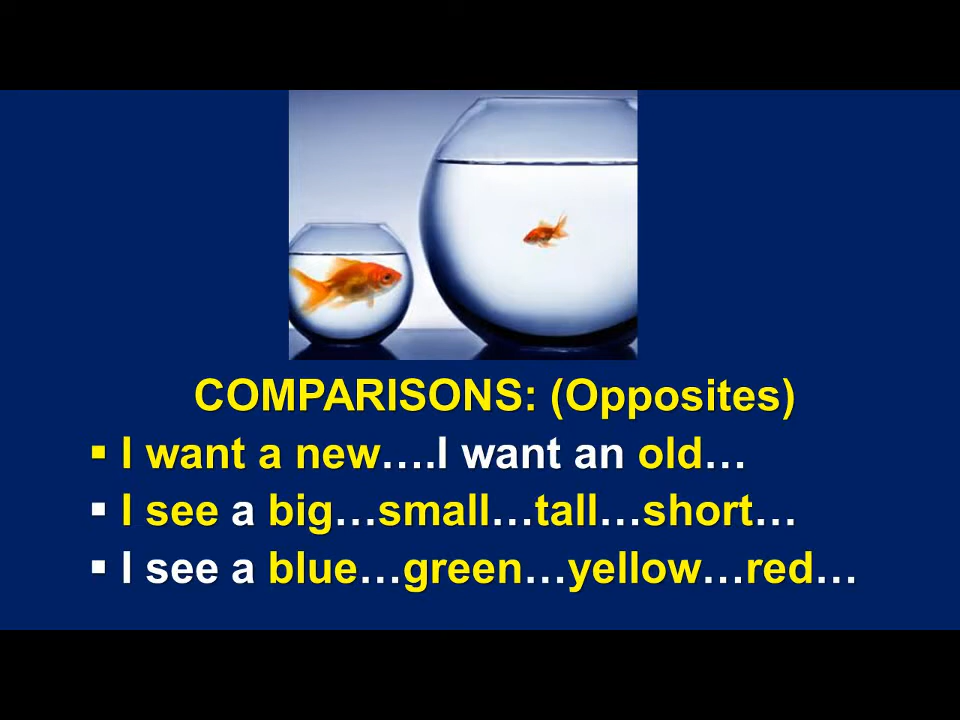 COMPARISONS: (Opposites)
▪ I want a new….I want an old…
▪ I see a big…small…tall…short…
▪ I see a blue…green…yellow…red…